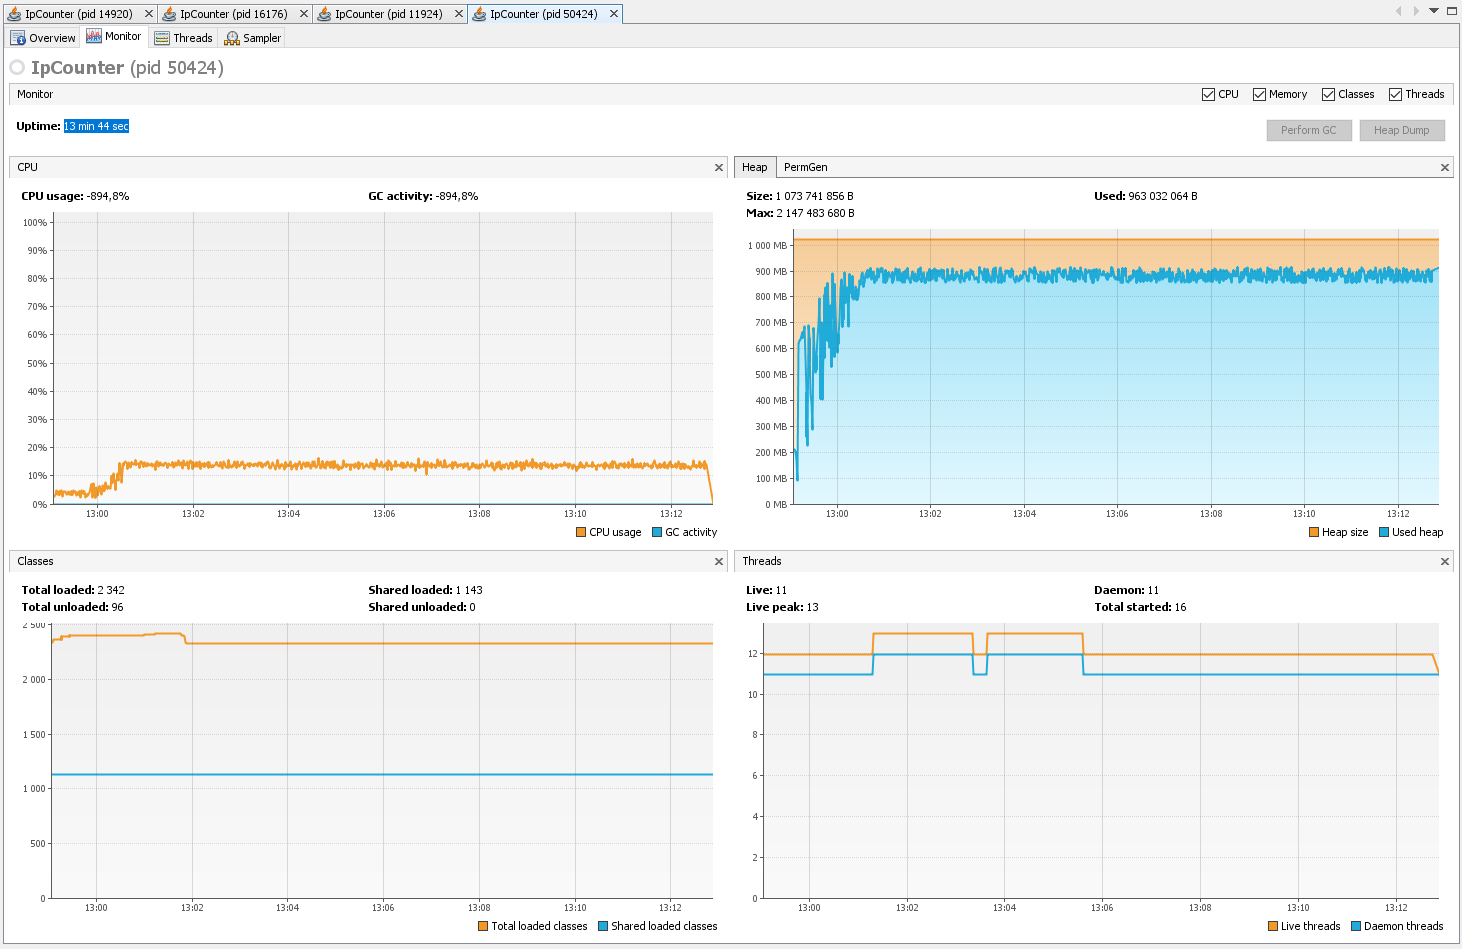 IpCounter (pid 14920) IpCounter (pid 16176) IpCounter (pid 11924) IpCounter (pid 50424)
Overview Monitor Threads Sampler
IpCounter (pid 50424)
Monitor CPU Memory Classes Threads
Uptime: 13 min 44 sec Perform GC Heap Dump
CPU
CPU usage: -894,8% GC activity: -894,8%
100%
90%
80%
70%
60%
50%
40%
30%
20%
10%
0%
13:00 13:02 13:04 13:06 13:08 13:10 13:12
CPU usage GC activity
Heap PermGen
Size: 1 073 741 856 B Used: 963 032 064 B
Max: 2 147 483 680 B
1 000 MB
900 MB
800 MB
700 MB
600 MB
500 MB
400 MB
300 MB
200 MB
100 MB
0 MB
13:00 13:02 13:04 13:06 13:08 13:10 13:12
Heap size Used heap
Classes
Total loaded: 2 342 Shared loaded: 1 143
Total unloaded: 96 Shared unloaded: 0
2 500
2 000
1 500
1 000
500
0
13:00 13:02 13:04 13:06 13:08 13:10 13:12
Total loaded classes Shared loaded classes
Threads
Live: 11 Daemon: 11
Live peak: 13 Total started: 16
12
10
8
6
4
2
0
13:00 13:02 13:04 13:06 13:08 13:10 13:12
Live threads Daemon threads